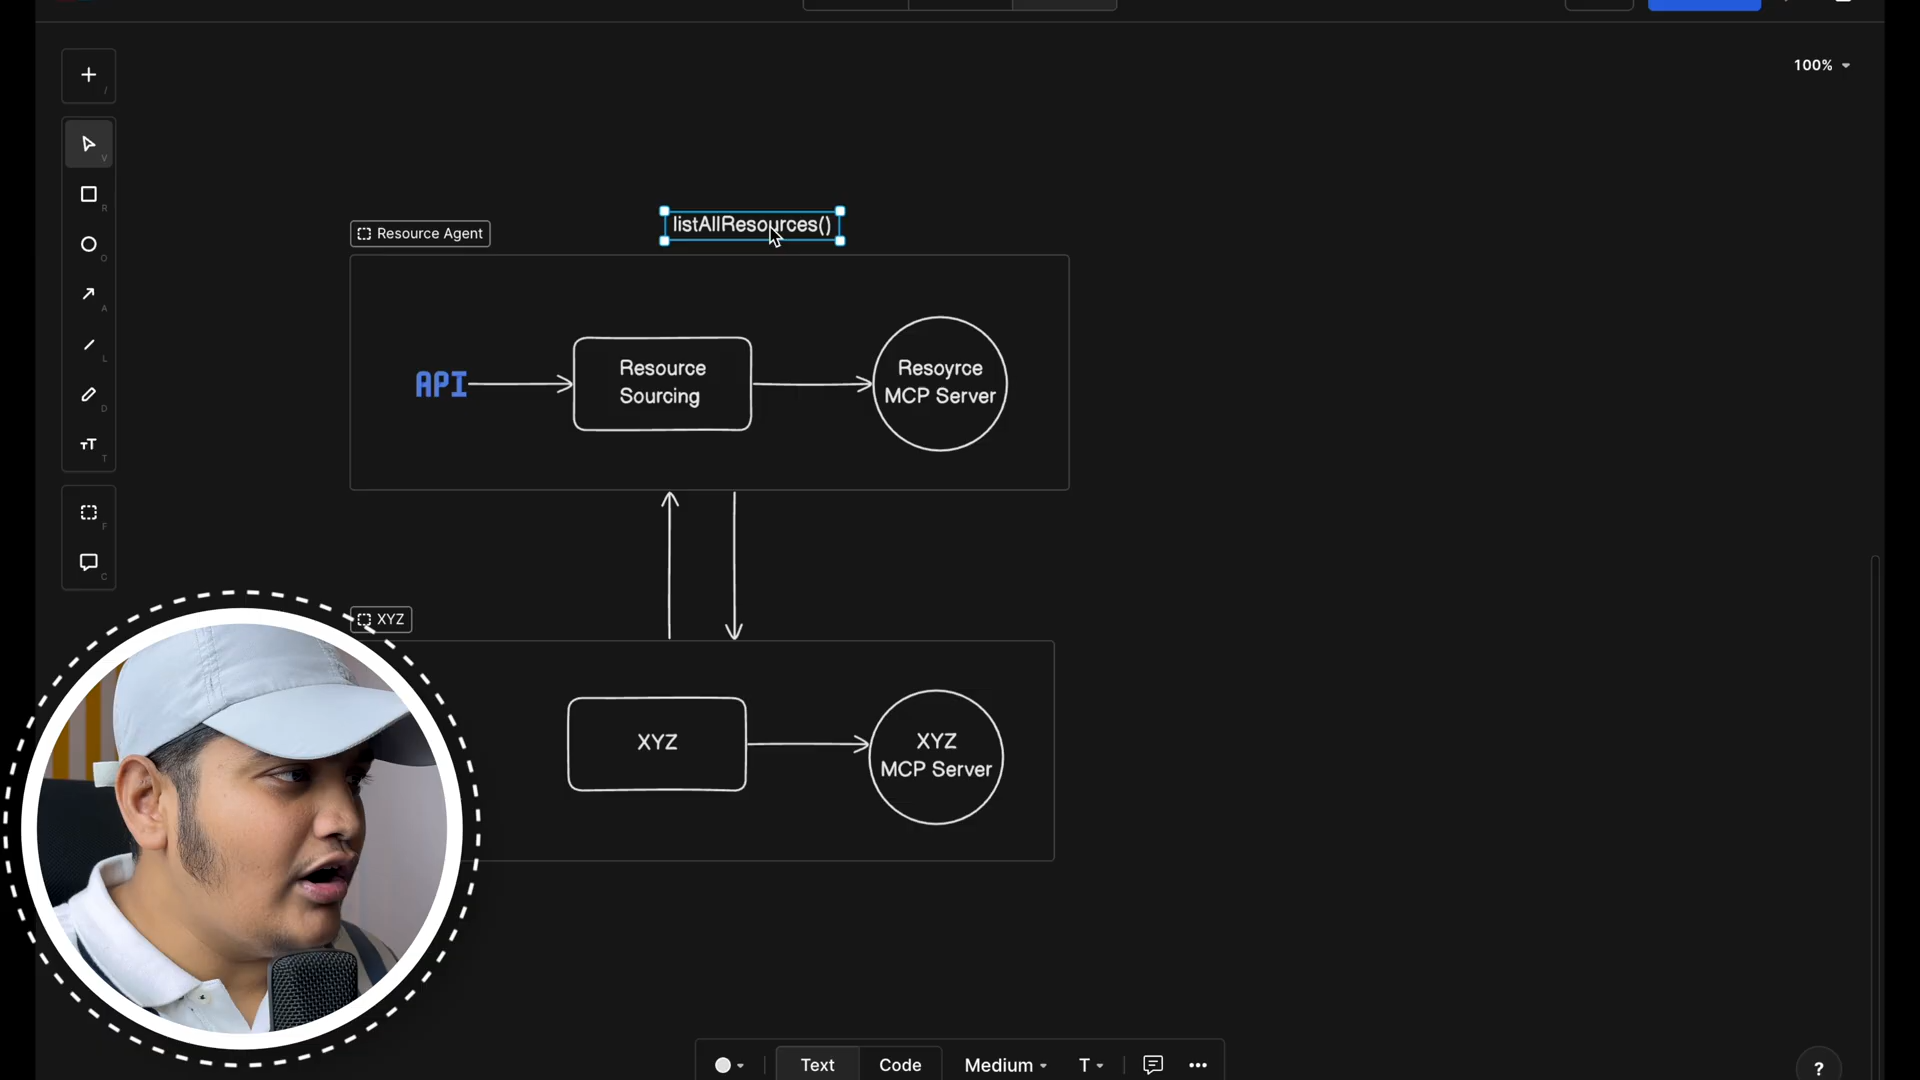 100%
/
V
R
O
A
L
D
T
F
C
listAllResources()
Resource Agent
API
Resource
Sourcing
Resoyrce
MCP Server
XYZ
XYZ
XYZ
MCP Server
Text
Code
Medium
T
?